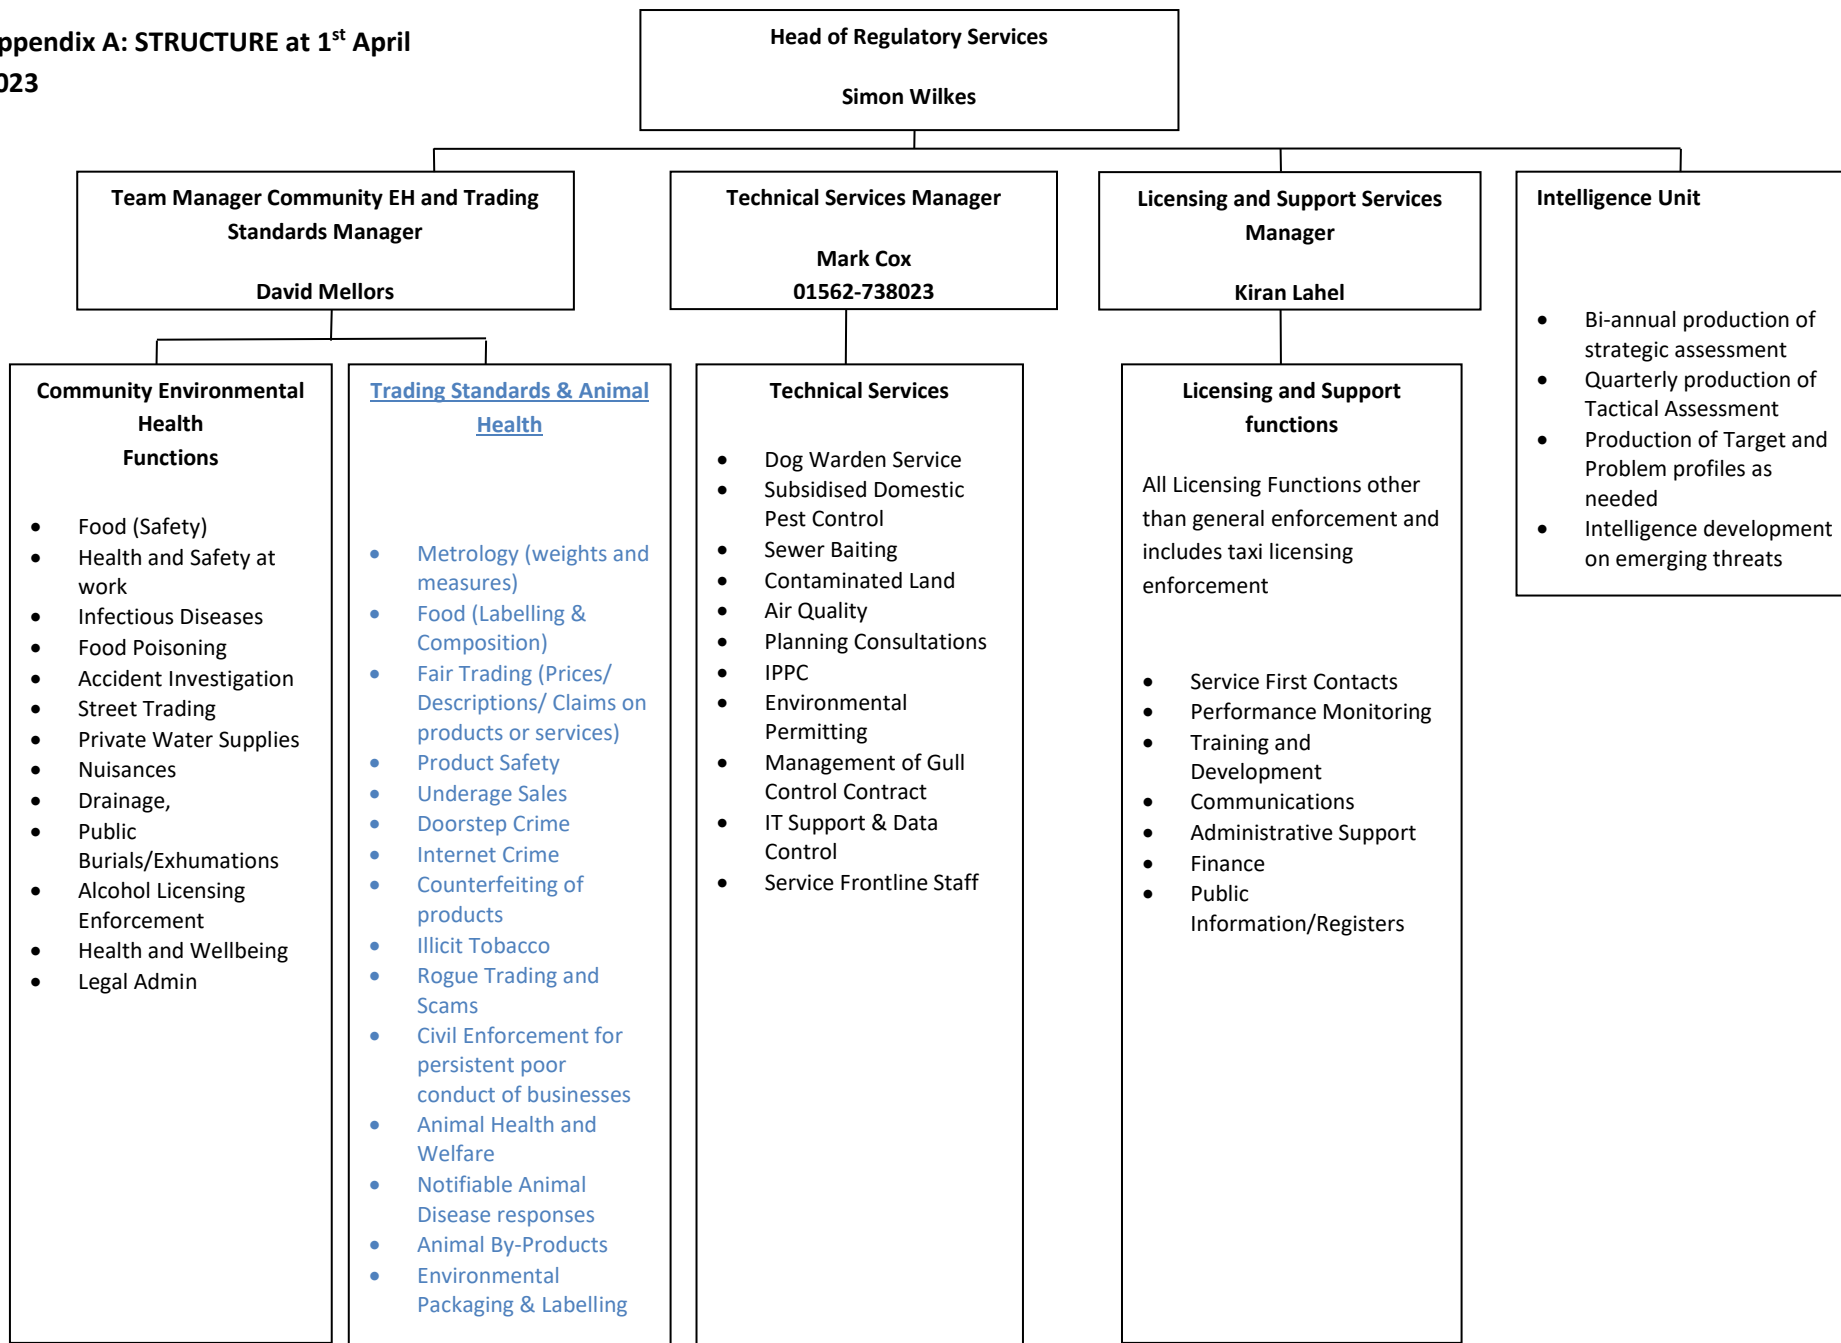 ppendix A: STRUCTURE at 1st April
023
Head of Regulatory Services
Simon Wilkes
Team Manager Community EH and Trading
Standards Manager
David Mellors
Technical Services Manager
Mark Cox
01562-738023
Licensing and Support Services
Manager
Kiran Lahel
Intelligence Unit
• Bi-annual production of
strategic assessment
• Quarterly production of
Tactical Assessment
• Production of Target and
Problem profiles as
needed
• Intelligence development
on emerging threats
Community Environmental
Health
Functions
• Food (Safety)
• Health and Safety at
work
• Infectious Diseases
• Food Poisoning
• Accident Investigation
• Street Trading
• Private Water Supplies
• Nuisances
• Drainage,
• Public
Burials/Exhumations
• Alcohol Licensing
Enforcement
• Health and Wellbeing
• Legal Admin
Trading Standards & Animal
Health
• Metrology (weights and
measures)
• Food (Labelling &
Composition)
• Fair Trading (Prices/
Descriptions/ Claims on
products or services)
• Product Safety
• Underage Sales
• Doorstep Crime
• Internet Crime
• Counterfeiting of
products
• Illicit Tobacco
• Rogue Trading and
Scams
• Civil Enforcement for
persistent poor
conduct of businesses
• Animal Health and
Welfare
• Notifiable Animal
Disease responses
• Animal By-Products
• Environmental
Packaging & Labelling
Technical Services
• Dog Warden Service
• Subsidised Domestic
Pest Control
• Sewer Baiting
• Contaminated Land
• Air Quality
• Planning Consultations
• IPPC
• Environmental
Permitting
• Management of Gull
Control Contract
• IT Support & Data
Control
• Service Frontline Staff
Licensing and Support
functions
All Licensing Functions other
than general enforcement and
includes taxi licensing
enforcement
• Service First Contacts
• Performance Monitoring
• Training and
Development
• Communications
• Administrative Support
• Finance
• Public
Information/Registers